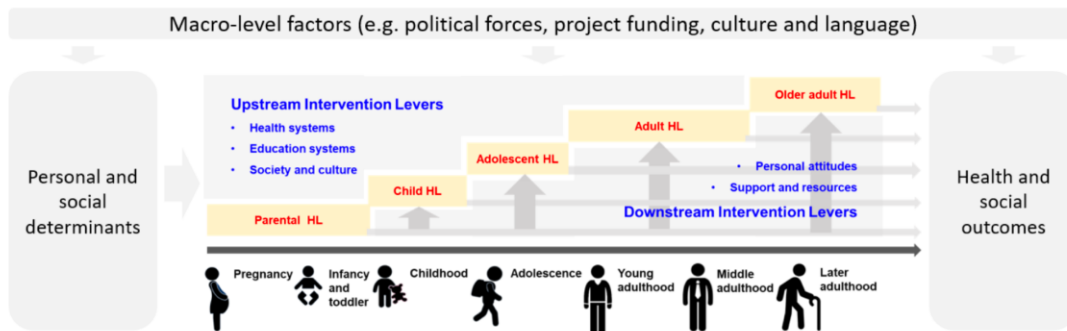 Macro-level factors (e.g. political forces, project funding, culture and language)
Personal and
social
determinants
Upstream Intervention Levers
• Health systems
• Education systems
• Society and culture
Parental HL
Child HL
Adolescent HL
Adult HL
Older adult HL
• Personal attitudes
• Support and resources
Downstream Intervention Levers
Health and
social
outcomes
Pregnancy
Infancy
and
toddler
Childhood
Adolescence
Young
adulthood
Middle
adulthood
Later
adulthood